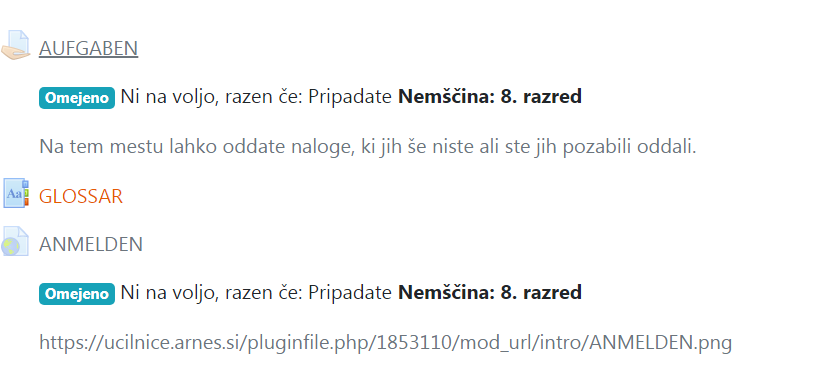 AUFGABEN
Omejeno Ni na voljo, razen če: Pripadate Nemščina: 8. razred
Na tem mestu lahko oddate naloge, ki jih še niste ali ste jih pozabili oddali.
Aa GLOSSAR
ANMELDEN
Omejeno Ni na voljo, razen če: Pripadate Nemščina: 8. razred
https://ucilnice.arnes.si/pluginfile.php/1853110/mod_url/intro/ANMELDEN.png